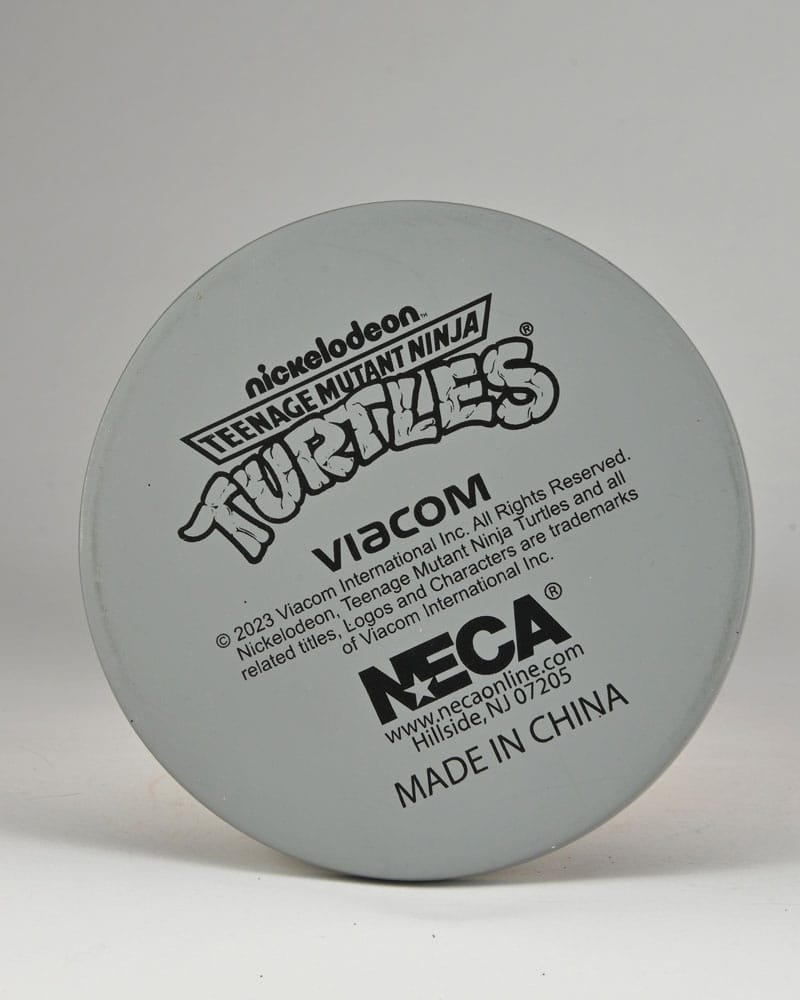 nickelodeon™
TEENAGE MUTANT NINJA
TURTLES®
VIACOM
© 2023 Viacom International Inc. All Rights Reserved.
Nickelodeon, Teenage Mutant Ninja Turtles and all
related titles, Logos and Characters are trademarks
of Viacom International Inc.
NECA®
www.necaonline.com
Hillside, NJ 07205
MADE IN CHINA